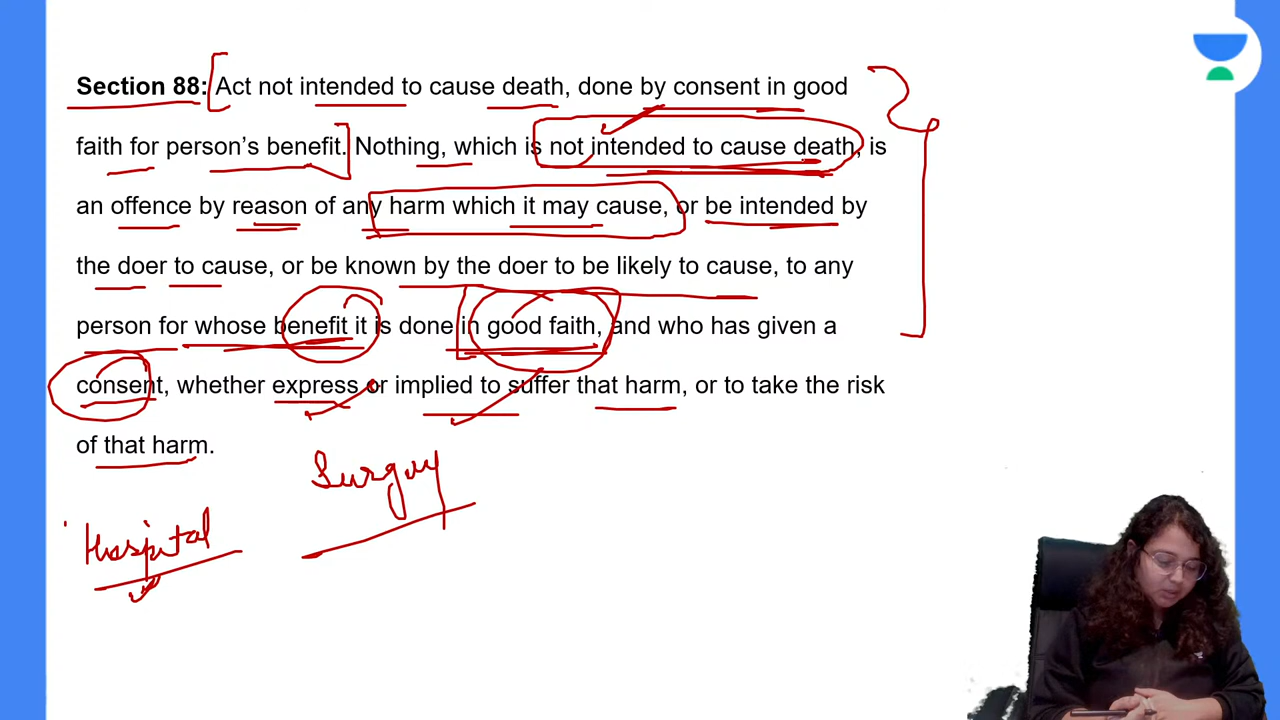 Section 88: Act not intended to cause death, done by consent in good
faith for person’s benefit. Nothing, which is not intended to cause death, is
an offence by reason of any harm which it may cause, or be intended by
the doer to cause, or be known by the doer to be likely to cause, to any
person for whose benefit it is done in good faith, and who has given a
consent, whether express or implied to suffer that harm, or to take the risk
of that harm.
Surgery
Hospital